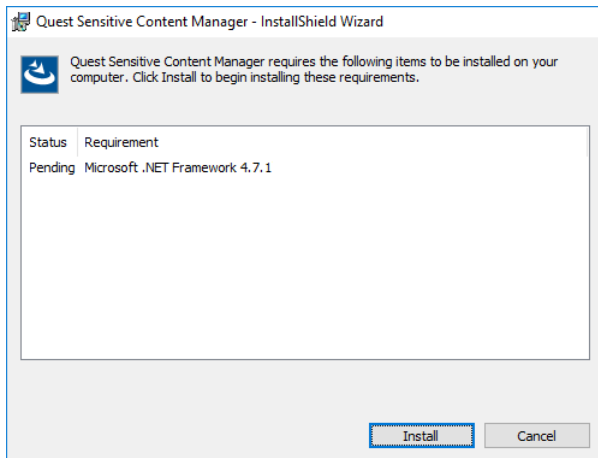 Quest Sensitive Content Manager - InstallShield Wizard
Quest Sensitive Content Manager requires the following items to be installed on your
computer. Click Install to begin installing these requirements.
Status Requirement
Pending Microsoft .NET Framework 4.7.1
Install Cancel